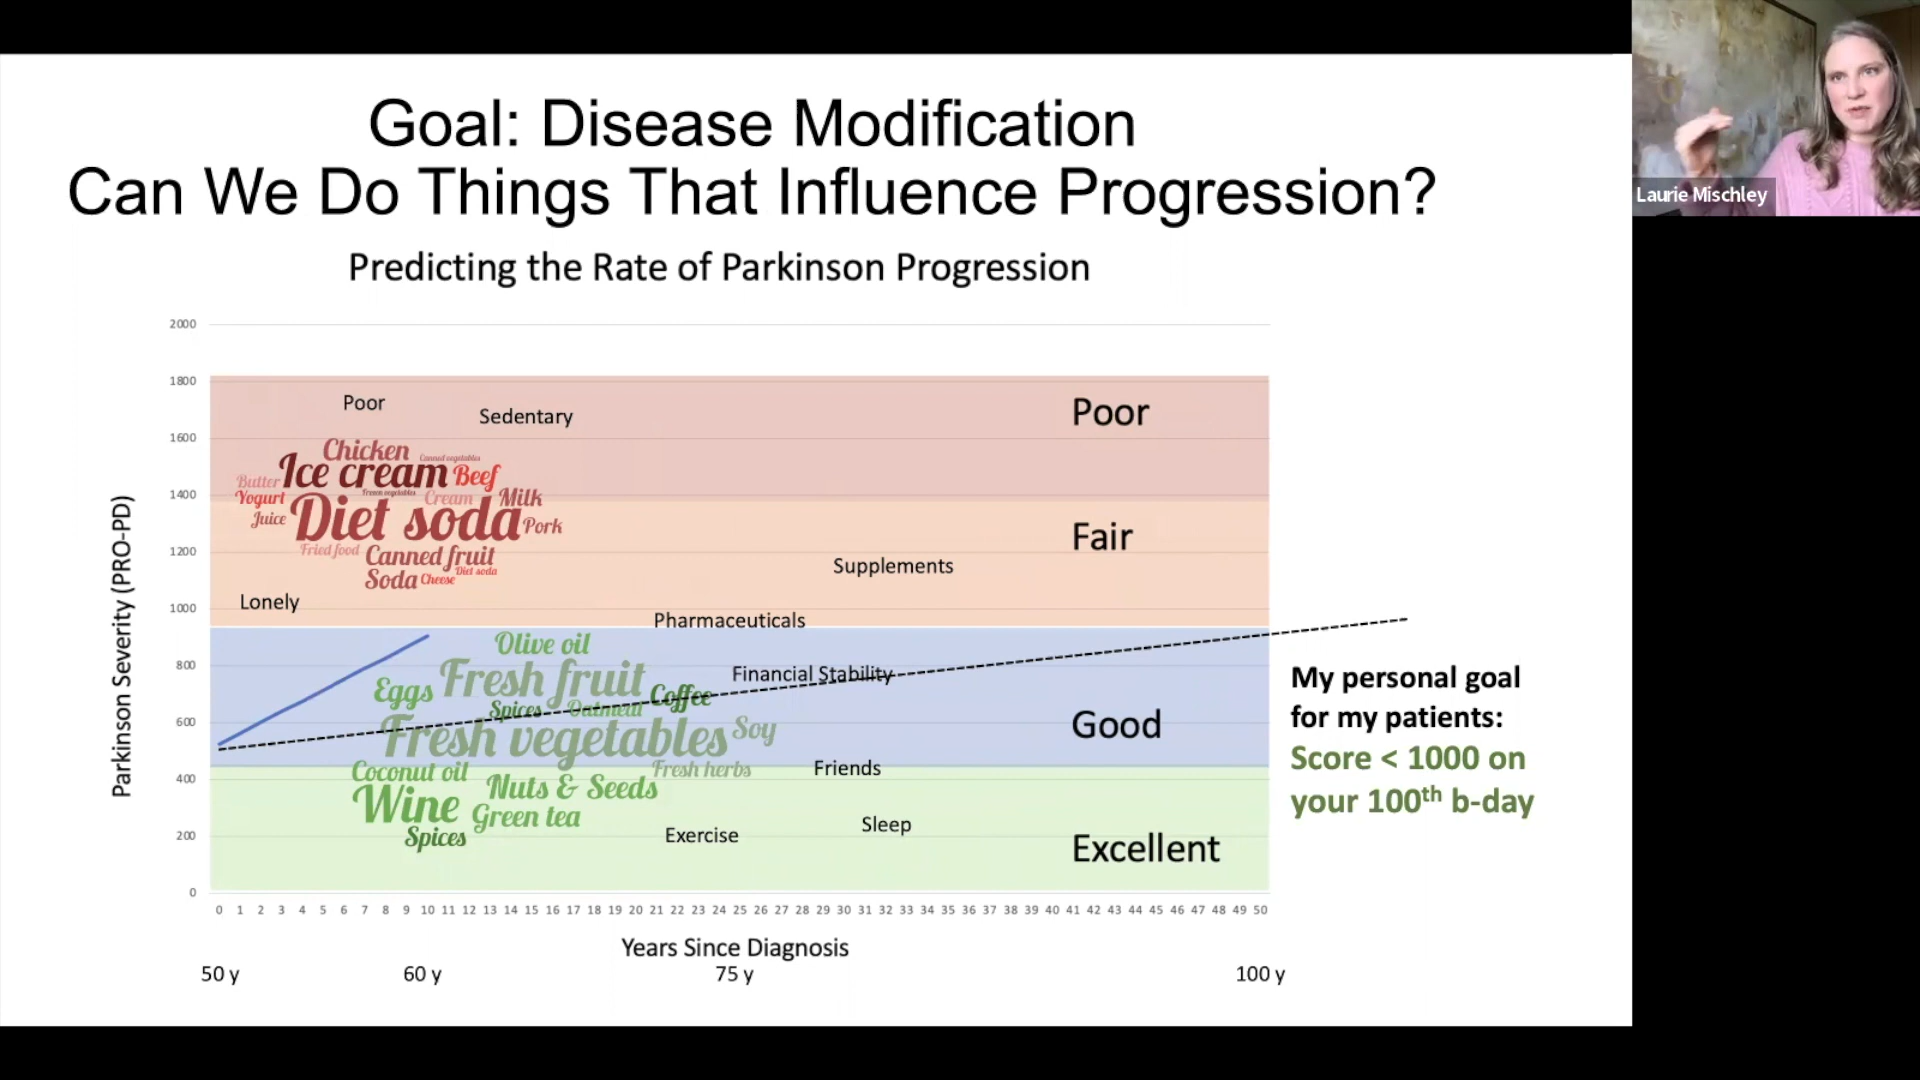 Goal: Disease Modification
Can We Do Things That Influence Progression?
Predicting the Rate of Parkinson Progression
Laurie Mischley
2000
1800
1600
1400
1200
1000
800
600
400
200
0
Parkinson Severity (PRO-PD)
Poor
Sedentary
Poor
Chicken
Canned vegetables
Ice cream
Beef
Butter
Yogurt
Frozen vegetables
Cream
Milk
Juice
Diet soda
Pork
Fried food
Canned fruit
Soda
Cheese
Diet soda
Fair
Supplements
Lonely
Pharmaceuticals
Olive oil
Fresh fruit
Eggs
Coffee
Spices
Oatmeal
Financial Stability
Fresh vegetables
Soy
Good
Coconut oil
Fresh herbs
Friends
Nuts & Seeds
Wine
Green tea
Spices
Exercise
Sleep
Excellent
My personal goal
for my patients:
Score < 1000 on
your 100th b-day
0 1 2 3 4 5 6 7 8 9 10 11 12 13 14 15 16 17 18 19 20 21 22 23 24 25 26 27 28 29 30 31 32 33 34 35 36 37 38 39 40 41 42 43 44 45 46 47 48 49 50
Years Since Diagnosis
50 y 60 y 75 y 100 y